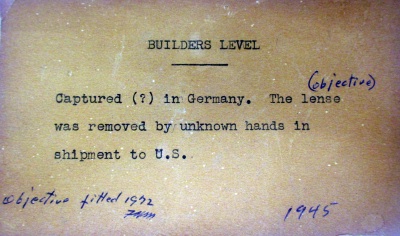 BUILDERS LEVEL
(objective)
Captured (?) in Germany. The lense
was removed by unknown hands in
shipment to U.S.
Objective fitted 1972
1945